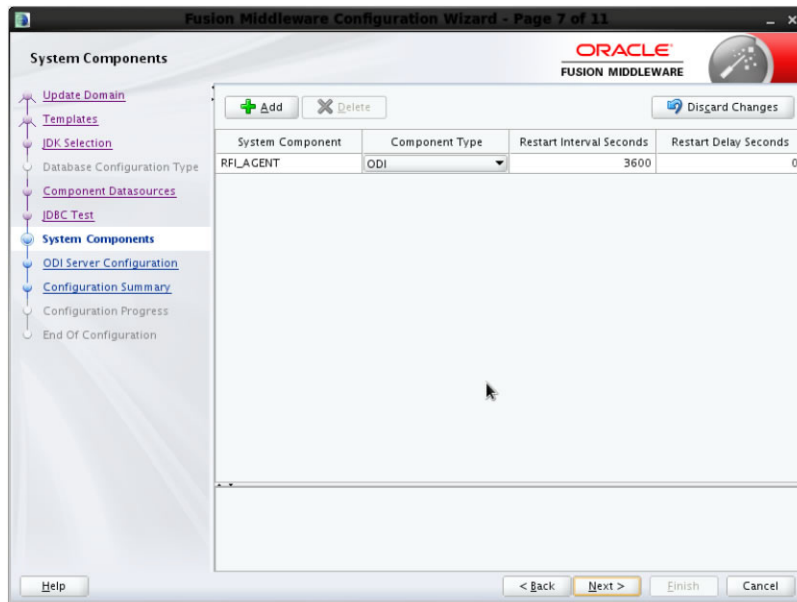 Fusion Middleware Configuration Wizard - Page 7 of 11
System Components
ORACLE
FUSION MIDDLEWARE
Update Domain
Templates
JDK Selection
Database Configuration Type
Component Datasources
JDBC Test
System Components
ODI Server Configuration
Configuration Summary
Configuration Progress
End Of Configuration
Add Delete Discard Changes
System Component Component Type Restart Interval Seconds Restart Delay Seconds
RFI_AGENT ODI 3600 0
Help < Back Next > Finish Cancel